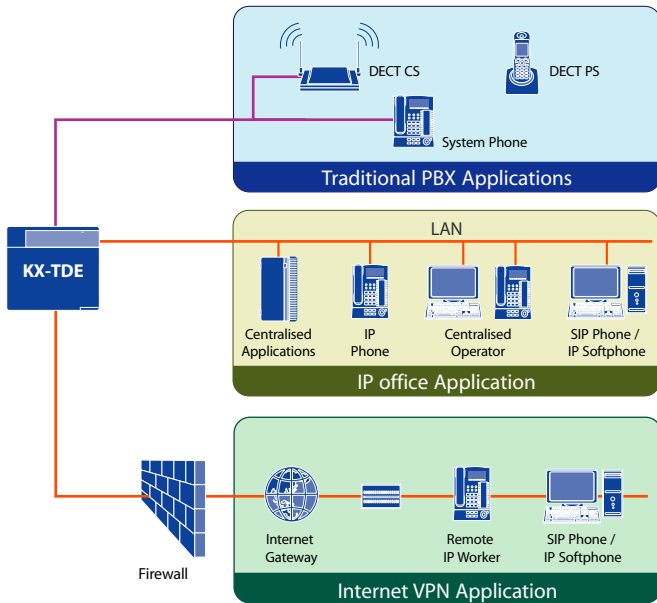 DECT CS
DECT PS
System Phone
Traditional PBX Applications
KX-TDE
LAN
Centralised
Applications
IP
Phone
Centralised
Operator
SIP Phone /
IP Softphone
IP office Application
Firewall
Internet
Gateway
Remote
IP Worker
SIP Phone /
IP Softphone
Internet VPN Application